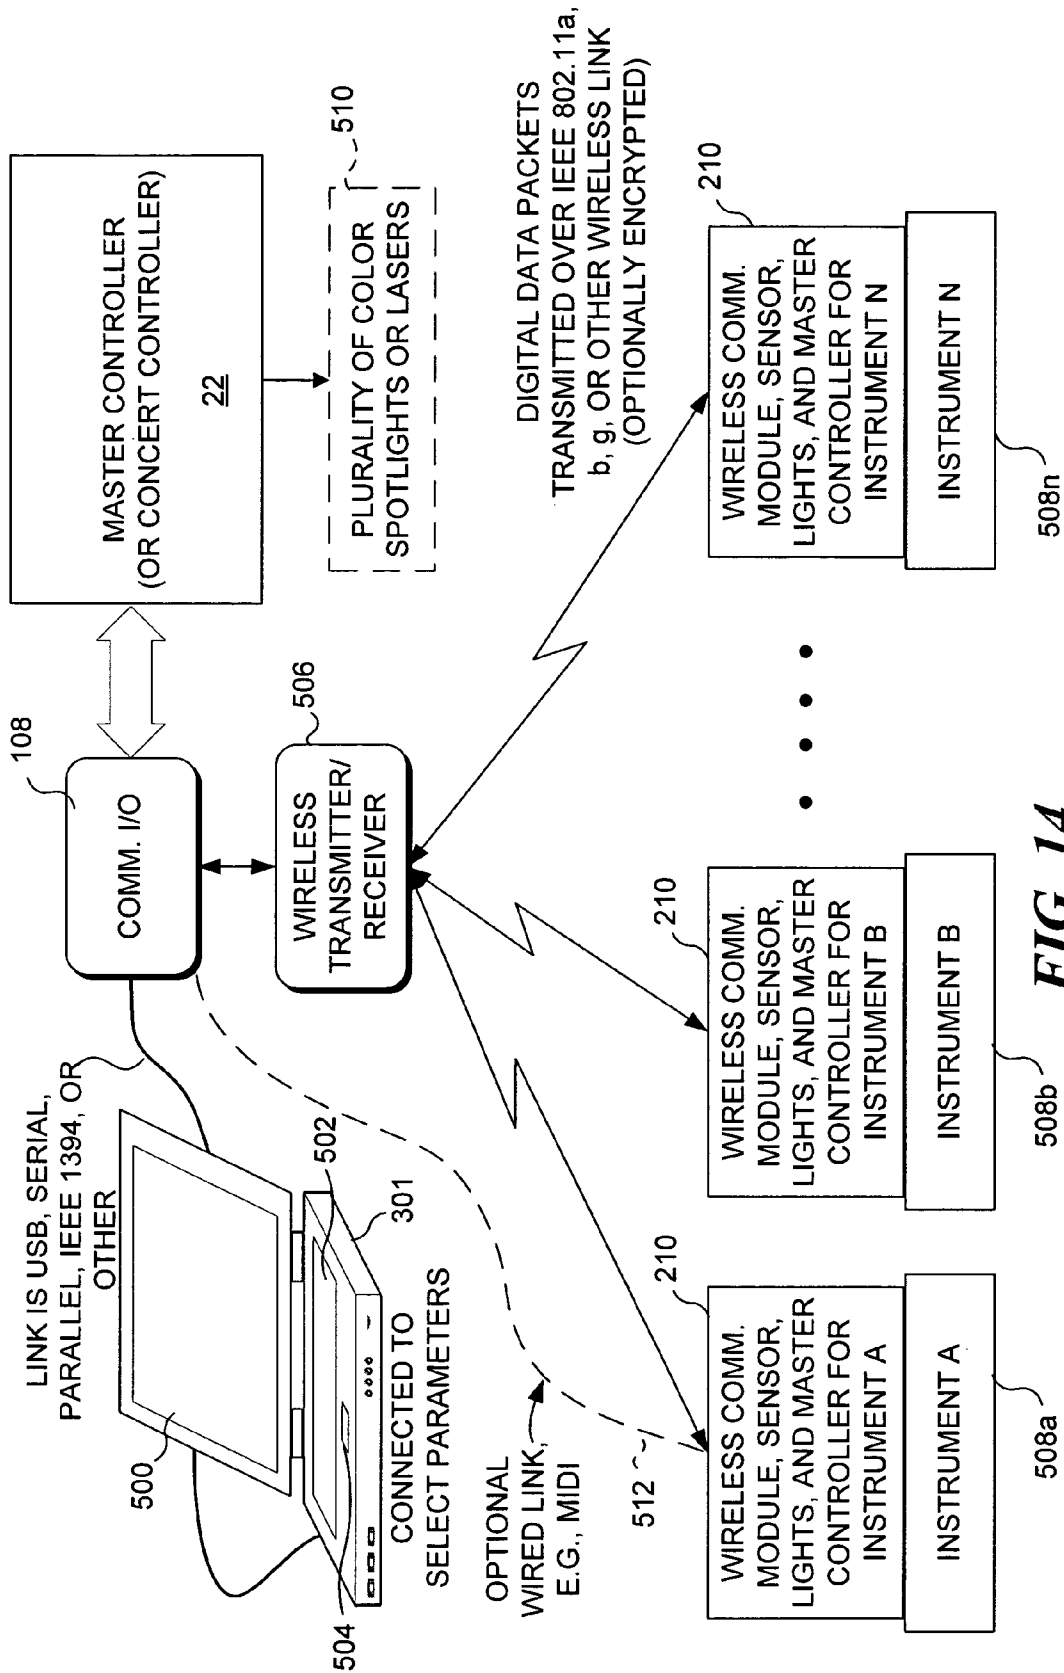 LINK IS USB, SERIAL,
PARALLEL, IEEE 1394, OR
OTHER
500
502
301
504
CONNECTED TO
SELECT PARAMETERS
108
COMM. I/O
MASTER CONTROLLER
(OR CONCERT CONTROLLER)
22
506
WIRELESS
TRANSMITTER/
RECEIVER
510
PLURALITY OF COLOR
SPOTLIGHTS OR LASERS
OPTIONAL
WIRED LINK,
E.G., MIDI
512
DIGITAL DATA PACKETS
TRANSMITTED OVER IEEE 802.11a,
b, g, OR OTHER WIRELESS LINK
(OPTIONALLY ENCRYPTED)
210
WIRELESS COMM.
MODULE, SENSOR,
LIGHTS, AND MASTER
CONTROLLER FOR
INSTRUMENT A
INSTRUMENT A
508a
210
WIRELESS COMM.
MODULE, SENSOR,
LIGHTS, AND MASTER
CONTROLLER FOR
INSTRUMENT B
INSTRUMENT B
508b
210
WIRELESS COMM.
MODULE, SENSOR,
LIGHTS, AND MASTER
CONTROLLER FOR
INSTRUMENT N
INSTRUMENT N
508n
FIG. 14